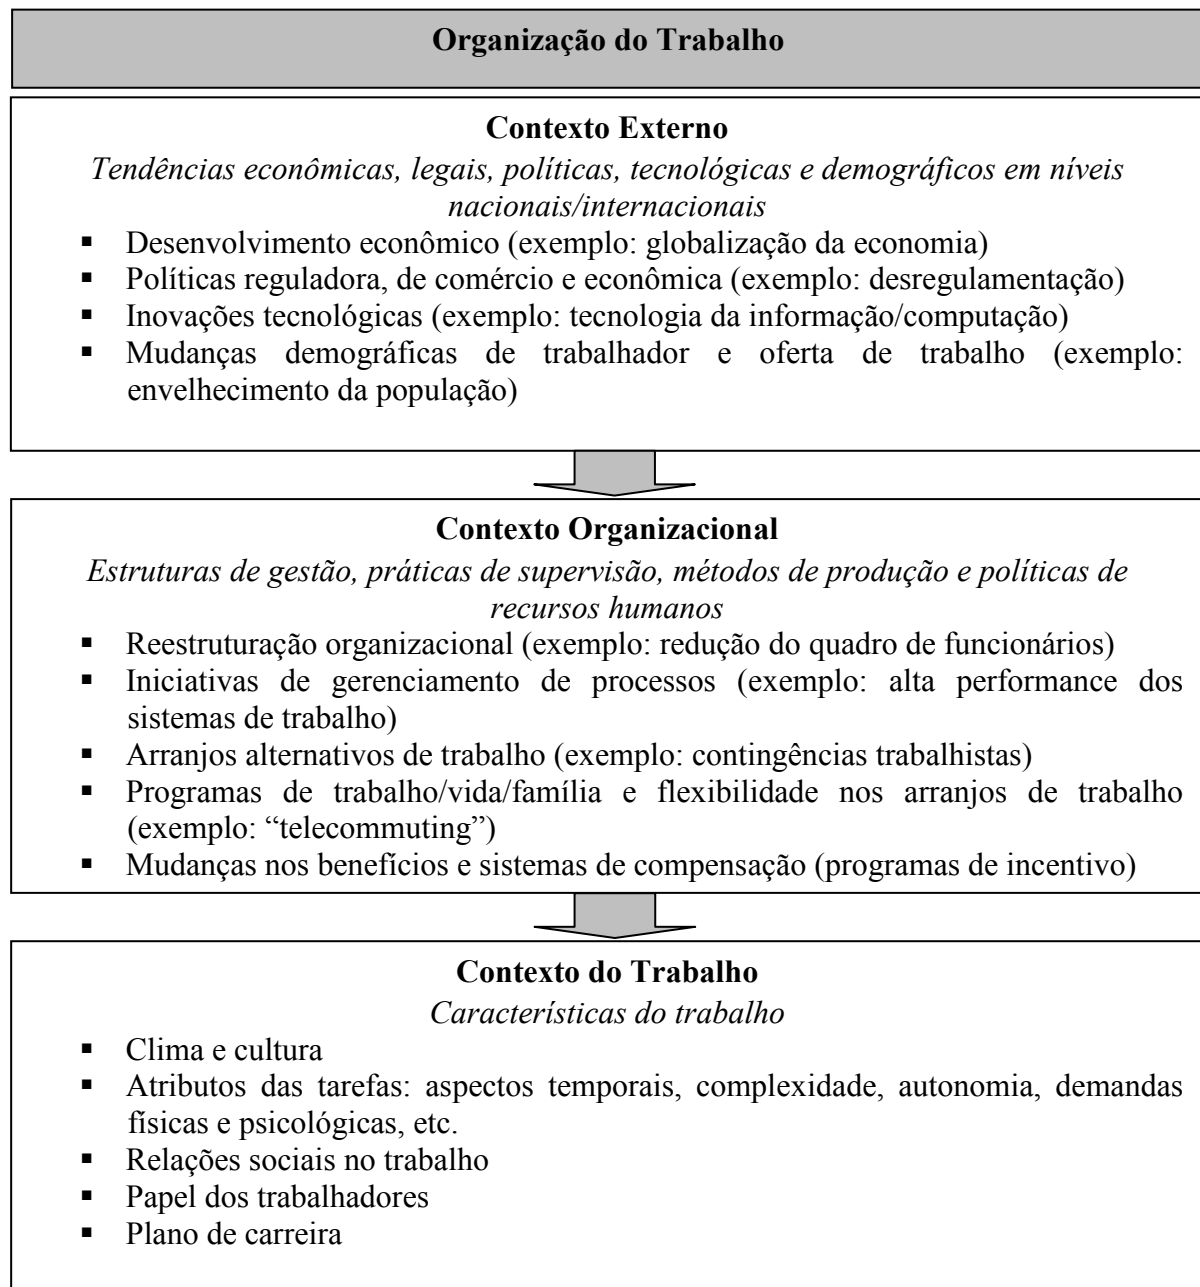 Organização do Trabalho
Contexto Externo
Tendências econômicas, legais, políticas, tecnológicas e demográficos em níveis
nacionais/internacionais
▪ Desenvolvimento econômico (exemplo: globalização da economia)
▪ Políticas reguladora, de comércio e econômica (exemplo: desregulamentação)
▪ Inovações tecnológicas (exemplo: tecnologia da informação/computação)
▪ Mudanças demográficas de trabalhador e oferta de trabalho (exemplo:
envelhecimento da população)
Contexto Organizacional
Estruturas de gestão, práticas de supervisão, métodos de produção e políticas de
recursos humanos
▪ Reestruturação organizacional (exemplo: redução do quadro de funcionários)
▪ Iniciativas de gerenciamento de processos (exemplo: alta performance dos
sistemas de trabalho)
▪ Arranjos alternativos de trabalho (exemplo: contingências trabalhistas)
▪ Programas de trabalho/vida/família e flexibilidade nos arranjos de trabalho
(exemplo: “telecommuting”)
▪ Mudanças nos benefícios e sistemas de compensação (programas de incentivo)
Contexto do Trabalho
Características do trabalho
▪ Clima e cultura
▪ Atributos das tarefas: aspectos temporais, complexidade, autonomia, demandas
físicas e psicológicas, etc.
▪ Relações sociais no trabalho
▪ Papel dos trabalhadores
▪ Plano de carreira